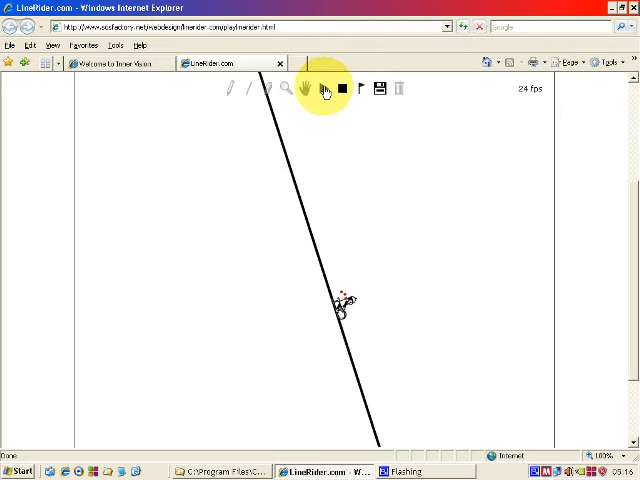 LineRider.com - Windows Internet Explorer
http://www.sosfactory.net/webdesign/linerider.com/playlinerider.html
Google
File Edit View Favorites Tools Help
Welcome to Inner Vision
LineRider.com
Page
Tools
24 fps
Done
Internet
100%
Start
C:\Program Files\C...
LineRider.com - W...
Flashing
05:16